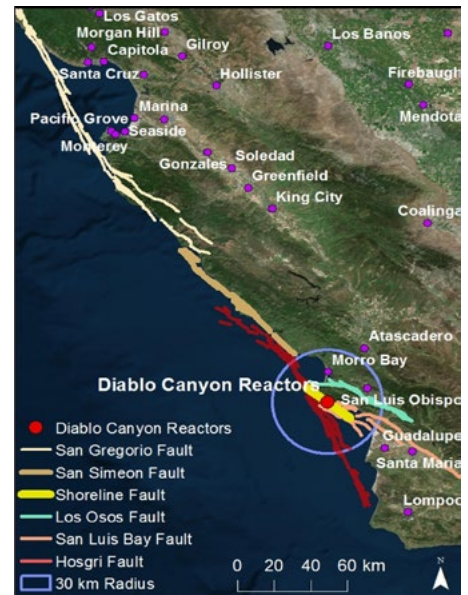 Los Gatos
Morgan Hill
Gilroy
Los Banos
Capitola
Santa Cruz
Firebaugh
Hollister
Mendota
Pacific Grove
Marina
Seaside
Monterey
Gonzales
Soledad
Greenfield
King City
Coalinga
Atascadero
Morro Bay
Diablo Canyon Reactors
San Luis Obispo
Guadalupe
Santa Maria
Lompoc
Diablo Canyon Reactors
San Gregorio Fault
San Simeon Fault
Shoreline Fault
Los Osos Fault
San Luis Bay Fault
Hosgri Fault
30 km Radius
0 20 40 60 km
N